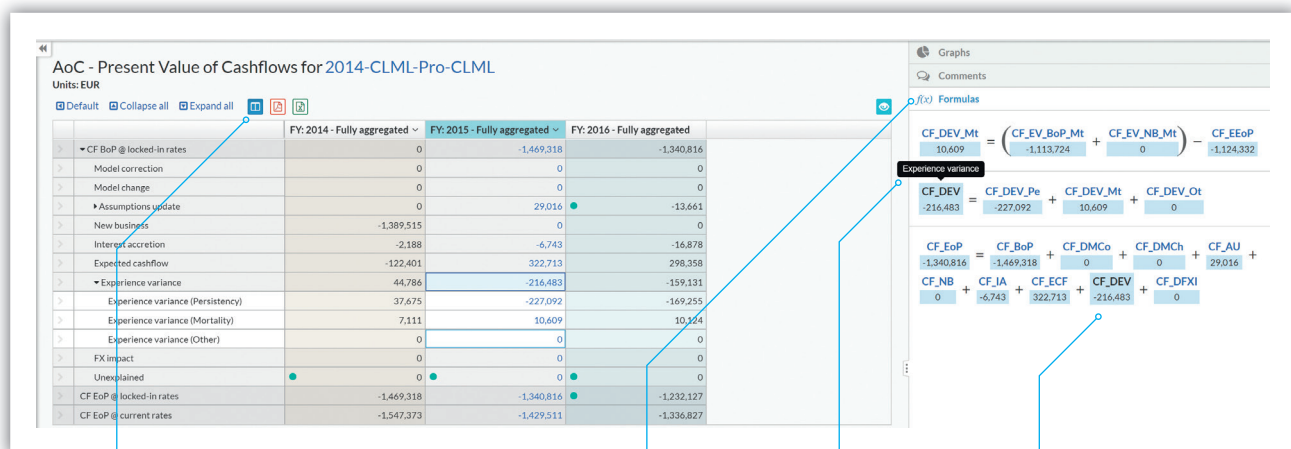 AoC - Present Value of Cashflows for 2014-CLML-Pro-CLML
Units: EUR
Default Collapse all Expand all
FY: 2014 - Fully aggregated FY: 2015 - Fully aggregated FY: 2016 - Fully aggregated
CF BoP @ locked-in rates 0 -1,469,318 -1,340,816
Model correction 0 0 0
Model change 0 0 0
Assumptions update 0 29,016 -13,661
New business -1,389,515 0 0
Interest accretion -2,188 -6,743 -16,878
Expected cashflow -122,401 322,713 298,358
Experience variance 44,786 -216,483 -159,131
Experience variance (Persistency) 37,675 -227,092 -169,255
Experience variance (Mortality) 7,111 10,609 10,124
Experience variance (Other) 0 0 0
FX impact 0 0 0
Unexplained 0 0 0
CF EoP @ locked-in rates -1,469,318 -1,340,816 -1,232,127
CF EoP @ current rates -1,547,373 -1,429,511 -1,336,827
Graphs
Comments
f(x) Formulas
CF_DEV_Mt = ( CF_EV_BoP_Mt + CF_EV_NB_Mt ) − CF_EEoP
10,609 -1,113,724 0 -1,124,332
Experience variance
CF_DEV = CF_DEV_Pe + CF_DEV_Mt + CF_DEV_Ot
-216,483 -227,092 10,609 0
CF_EoP = CF_BoP + CF_DMCo + CF_DMCh + CF_AU +
-1,340,816 -1,469,318 0 0 29,016
CF_NB + CF_IA + CF_ECF + CF_DEV + CF_DFXI
0 -6,743 322,713 -216,483 0